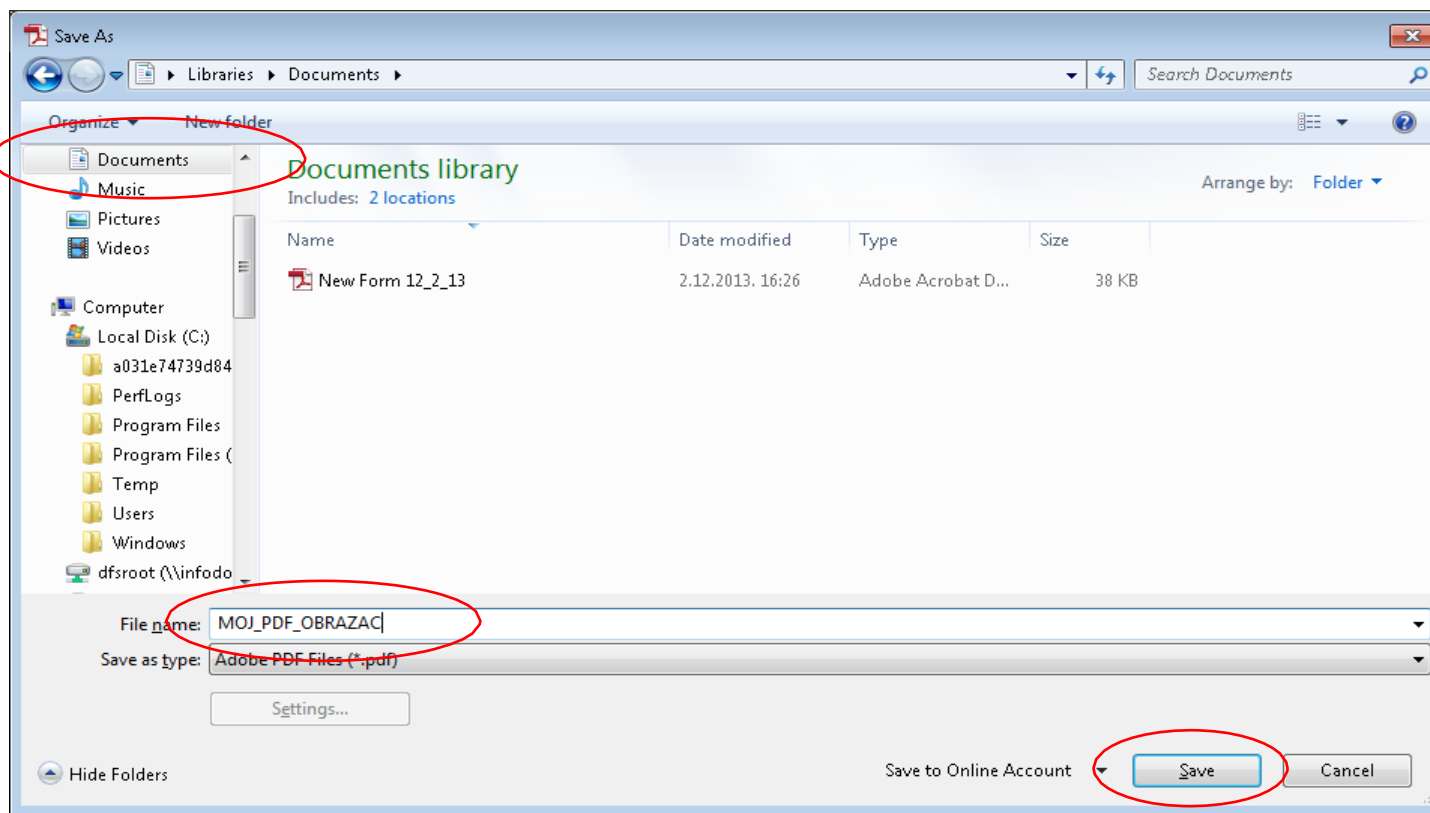 Save As
Libraries Documents
Search Documents
Organize New folder
Documents
Music
Pictures
Videos
Computer
Local Disk (C:)
a031e74739d84
PerfLogs
Program Files
Program Files (
Temp
Users
Windows
dfsroot (\\infodo
Documents library
Includes: 2 locations
Arrange by: Folder
Name Date modified Type Size
New Form 12_2_13 2.12.2013. 16:26 Adobe Acrobat D... 38 KB
File name: MOJ_PDF_OBRAZAC
Save as type: Adobe PDF Files (*.pdf)
Settings...
Hide Folders
Save to Online Account Save Cancel